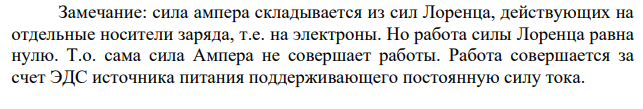 Замечание: сила ампера складывается из сил Лоренца, действующих на
отдельные носители заряда, т.е. на электроны. Но работа силы Лоренца равна
нулю. Т.о. сама сила Ампера не совершает работы. Работа совершается за
счет ЭДС источника питания поддерживающего постоянную силу тока.